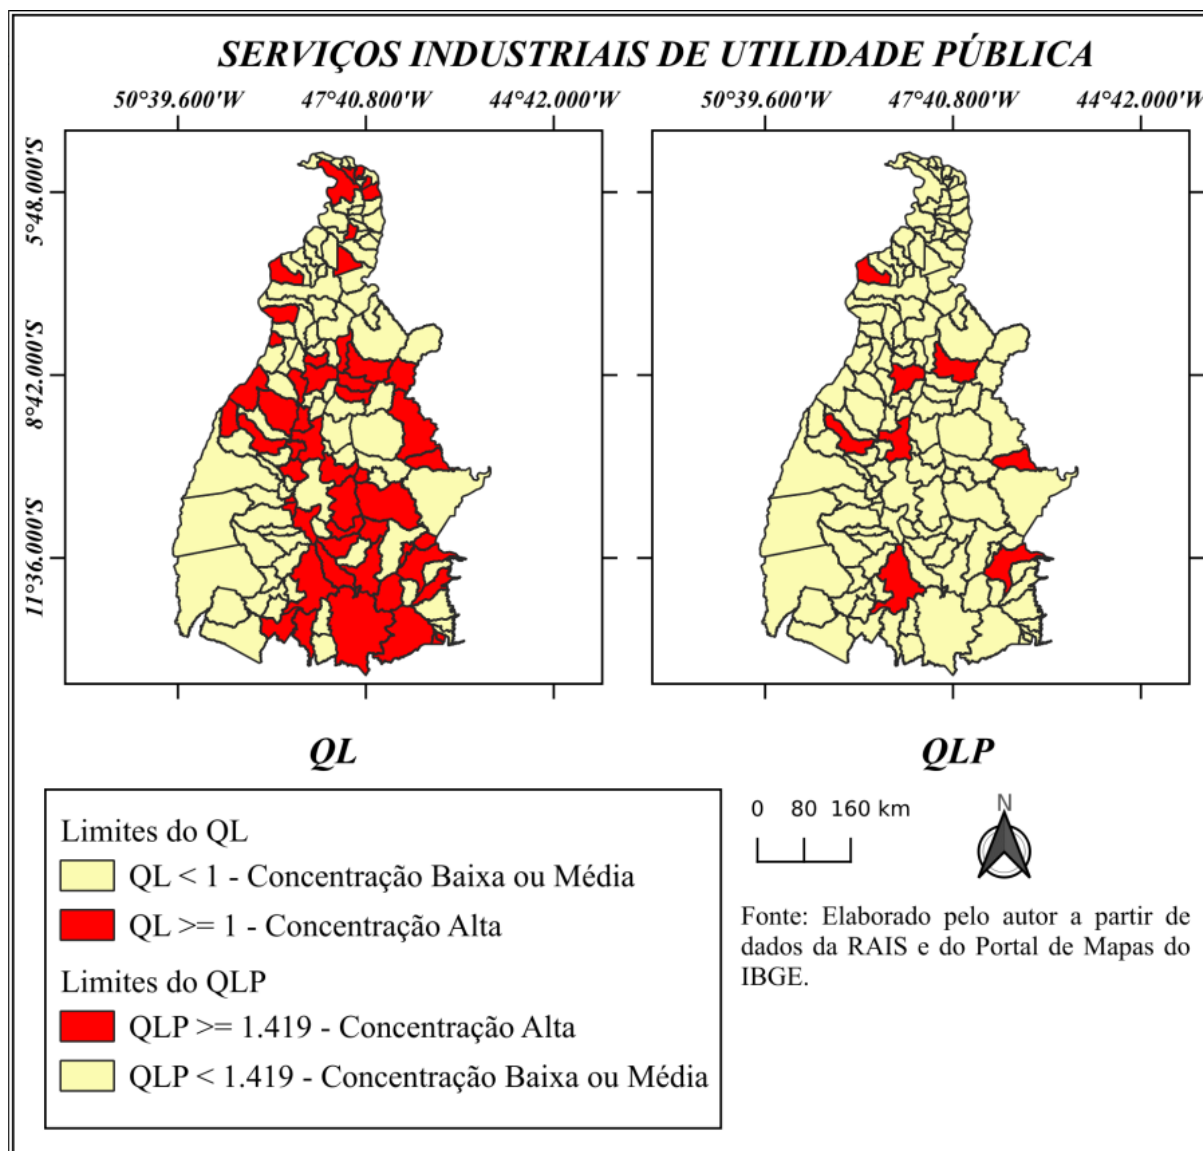 SERVIÇOS INDUSTRIAIS DE UTILIDADE PÚBLICA
50°39.600'W 47°40.800'W 44°42.000'W 50°39.600'W 47°40.800'W 44°42.000'W
5°48.000'S
8°42.000'S
11°36.000'S
QL QLP
Limites do QL
QL < 1 - Concentração Baixa ou Média
QL >= 1 - Concentração Alta
Limites do QLP
QLP >= 1.419 - Concentração Alta
QLP < 1.419 - Concentração Baixa ou Média
0 80 160 km
N
Fonte: Elaborado pelo autor a partir de
dados da RAIS e do Portal de Mapas do
IBGE.